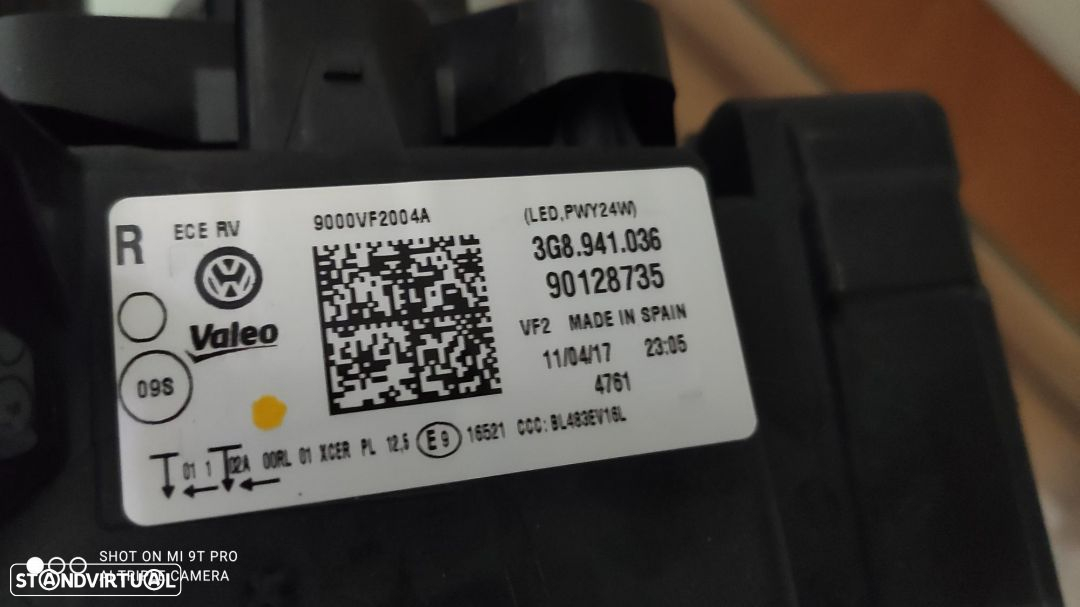 R
ECE RV
9000VF2004A
(LED,PWY24W)
3G8.941.036
90128735
Valeo
VF2 MADE IN SPAIN
11/04/17 23:05
4761
09S
01 1 02A 00RL 01 XCER PL 12,5 E9 16521 CCC: BL483EV16L
SHOT ON MI 9T PRO
AI TRIPLE CAMERA
STANDVIRTUAL